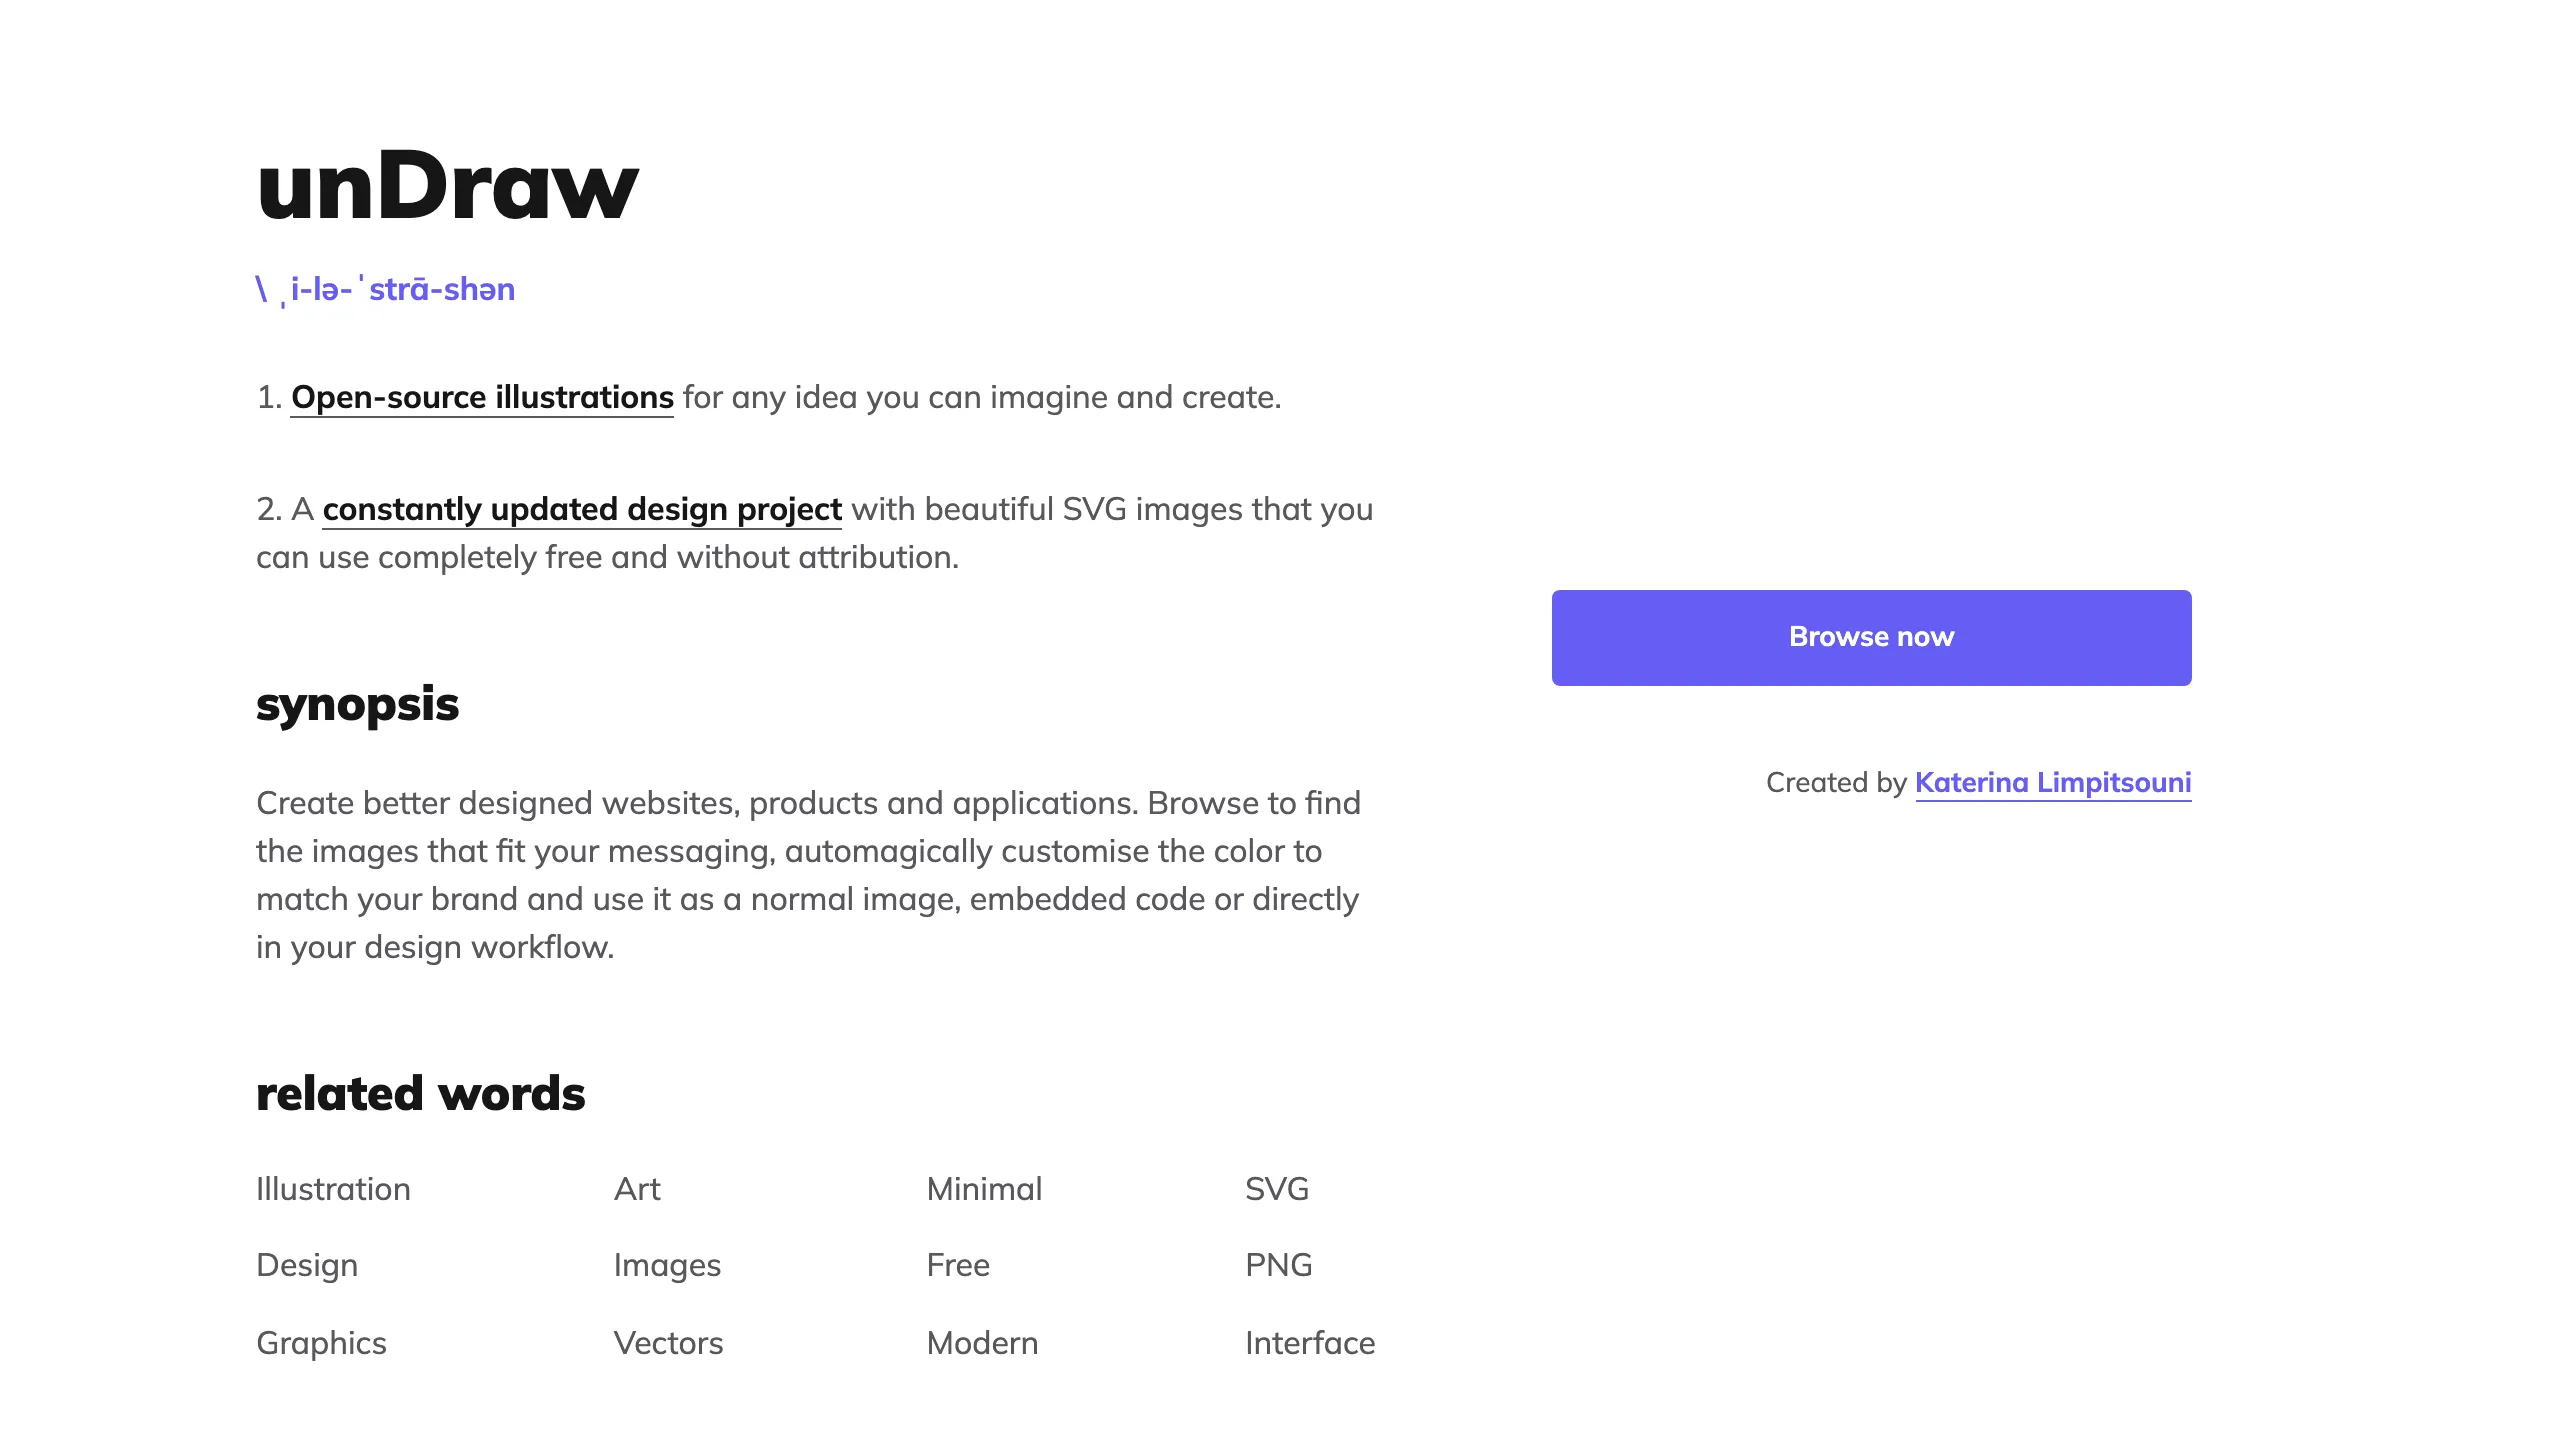 unDraw
\ ˌi-lə-ˈstrā-shən
1. Open-source illustrations for any idea you can imagine and create.
2. A constantly updated design project with beautiful SVG images that you
can use completely free and without attribution.
synopsis
Create better designed websites, products and applications. Browse to find
the images that fit your messaging, automagically customise the color to
match your brand and use it as a normal image, embedded code or directly
in your design workflow.
related words
Illustration Art Minimal SVG
Design Images Free PNG
Graphics Vectors Modern Interface
Browse now
Created by Katerina Limpitsouni